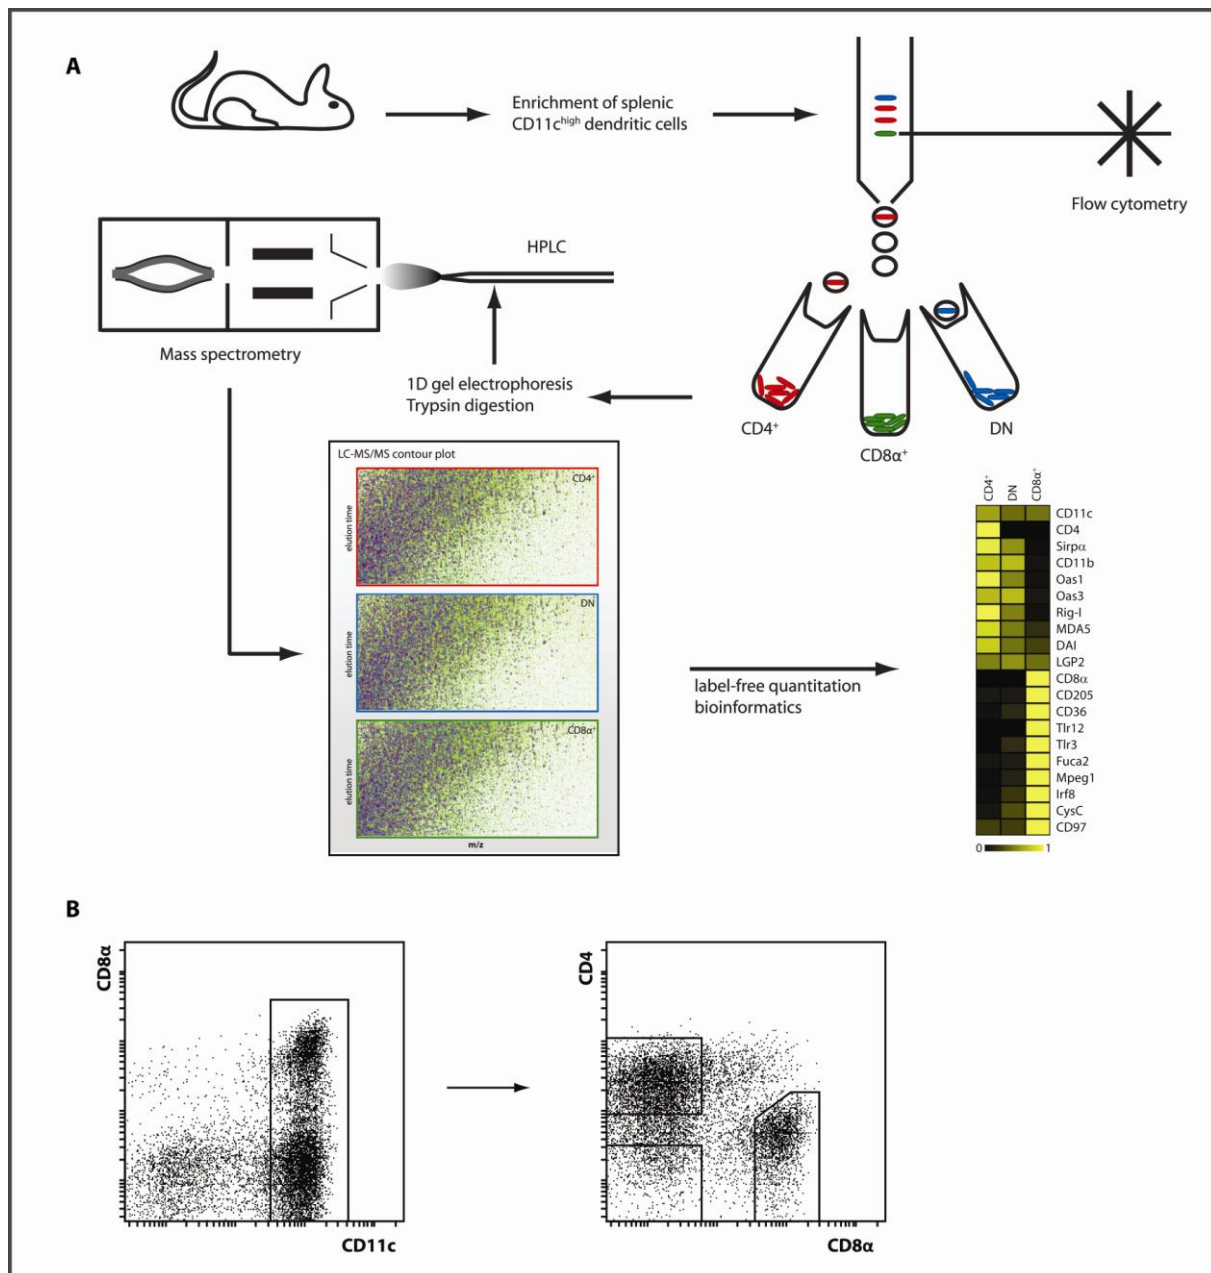 A
Enrichment of splenic
CD11c^high dendritic cells
Flow cytometry
HPLC
Mass spectrometry
1D gel electrophoresis
Trypsin digestion
CD4⁺
CD8α⁺
DN
LC-MS/MS contour plot
elution time
CD4⁺
elution time
DN
elution time
CD8α⁺
m/z
label-free quantitation
bioinformatics
CD4⁺
DN
CD8α⁺
CD11c
CD4
Sirpα
CD11b
Oas1
Oas3
Rig-I
MDA5
DAI
LGP2
CD8α
CD205
CD36
Tlr12
Tlr3
Fuca2
Mpeg1
Irf8
CysC
CD97
0 1
B
CD8α
CD11c
CD4
CD8α